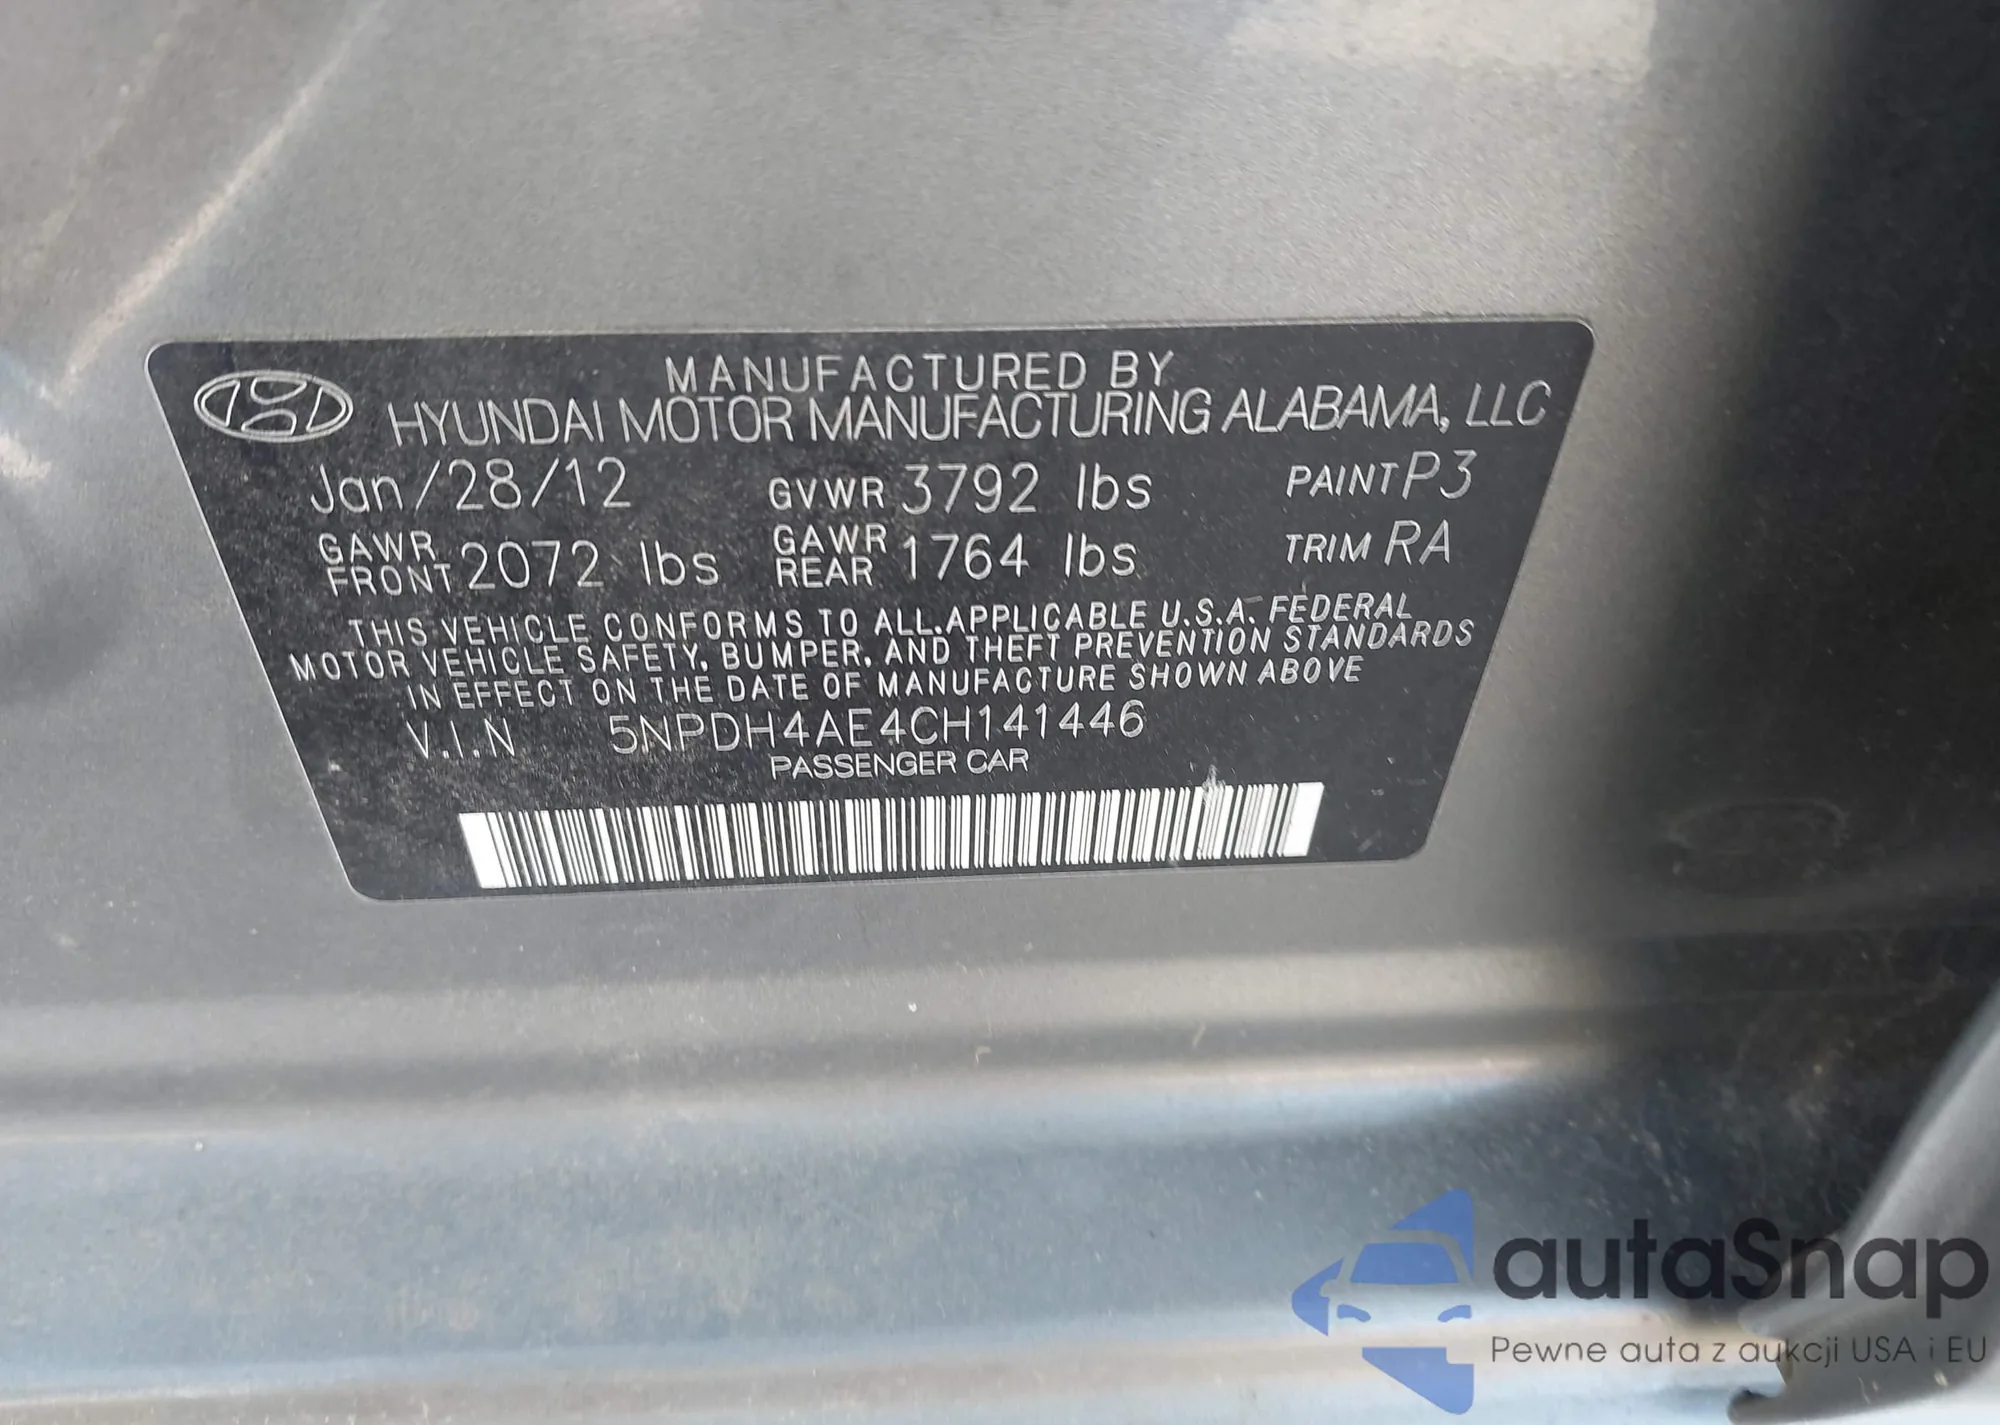 MANUFACTURED BY
HYUNDAI MOTOR MANUFACTURING ALABAMA, LLC
Jan/28/12 GVWR 3792 lbs PAINT P3
GAWR FRONT 2072 lbs GAWR REAR 1764 lbs TRIM RA
THIS VEHICLE CONFORMS TO ALL APPLICABLE U.S.A. FEDERAL
MOTOR VEHICLE SAFETY, BUMPER, AND THEFT PREVENTION STANDARDS
IN EFFECT ON THE DATE OF MANUFACTURE SHOWN ABOVE
V.I.N 5NPDH4AE4CH141446
PASSENGER CAR
autaSnap
Pewne auta z aukcji USA i EU